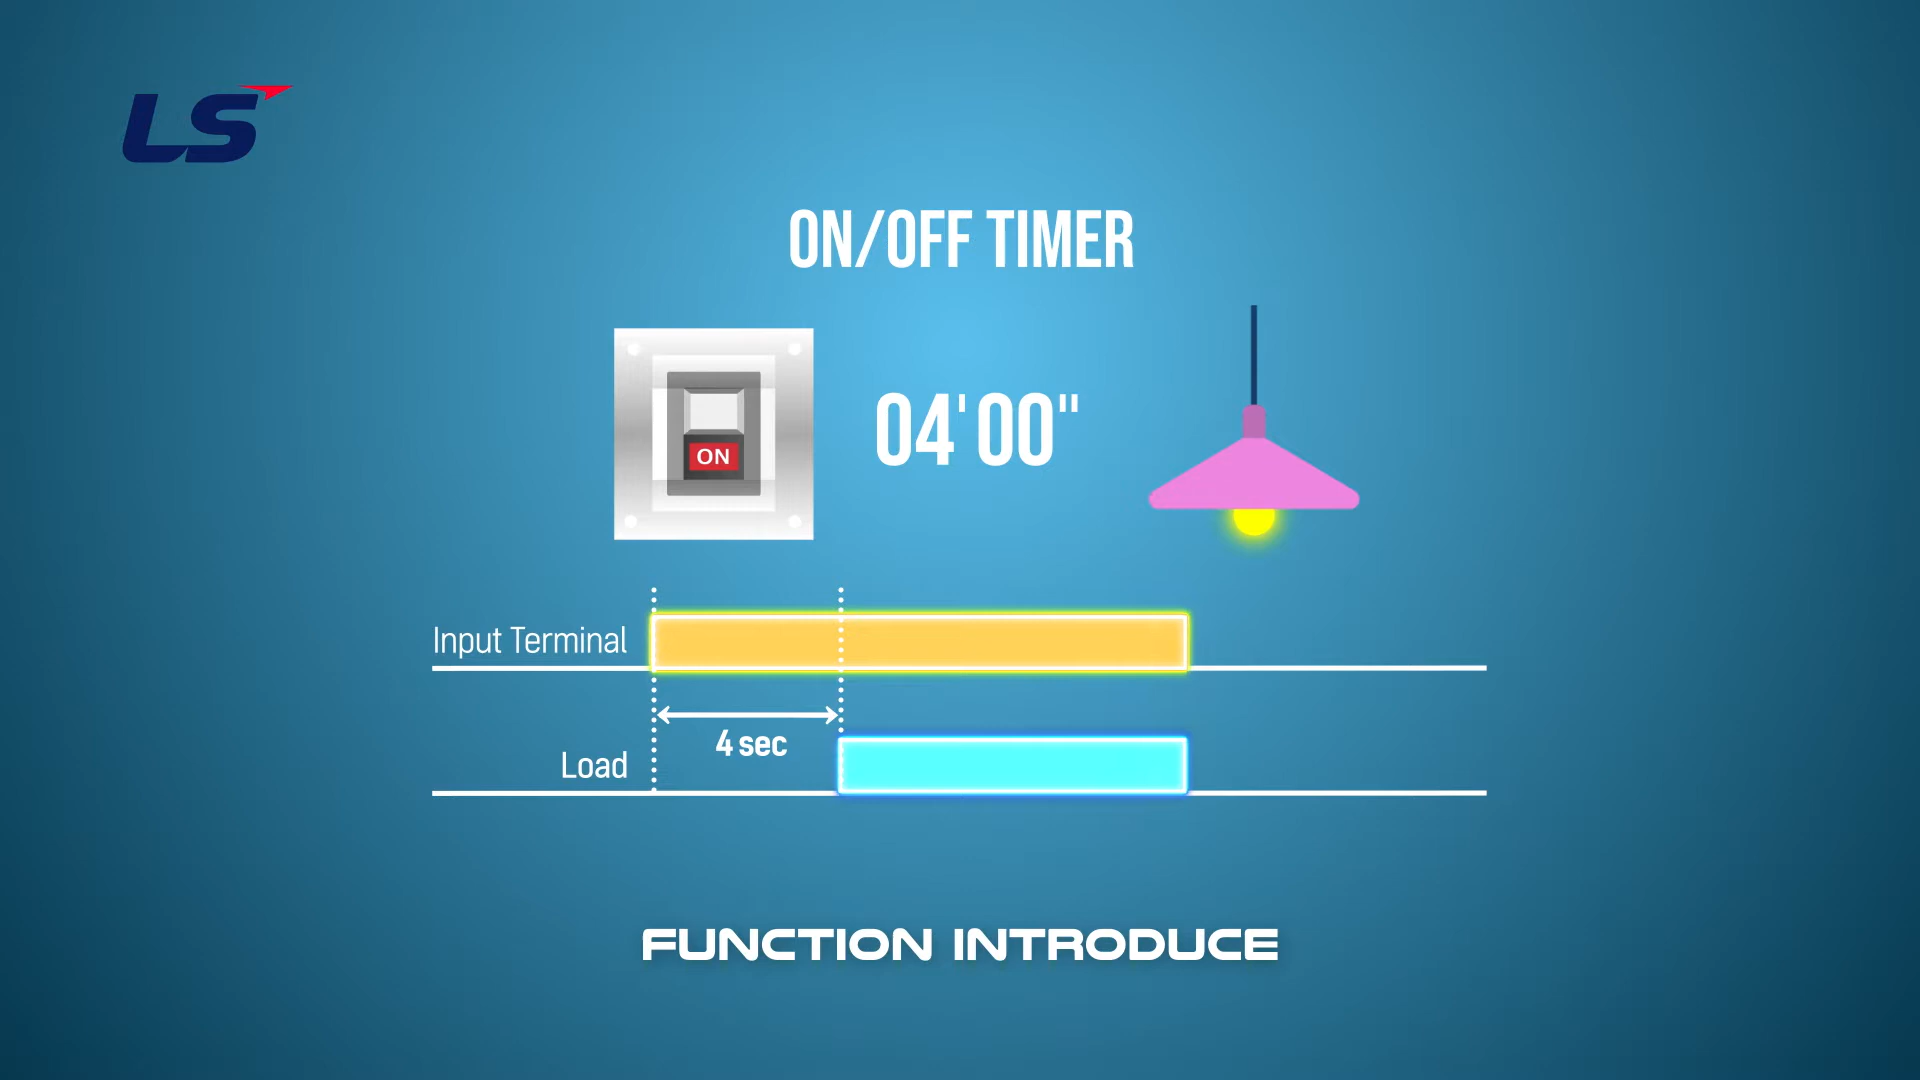 LS
ON/OFF TIMER
ON
04'00"
Input Terminal
4 sec
Load
FUNCTION INTRODUCE